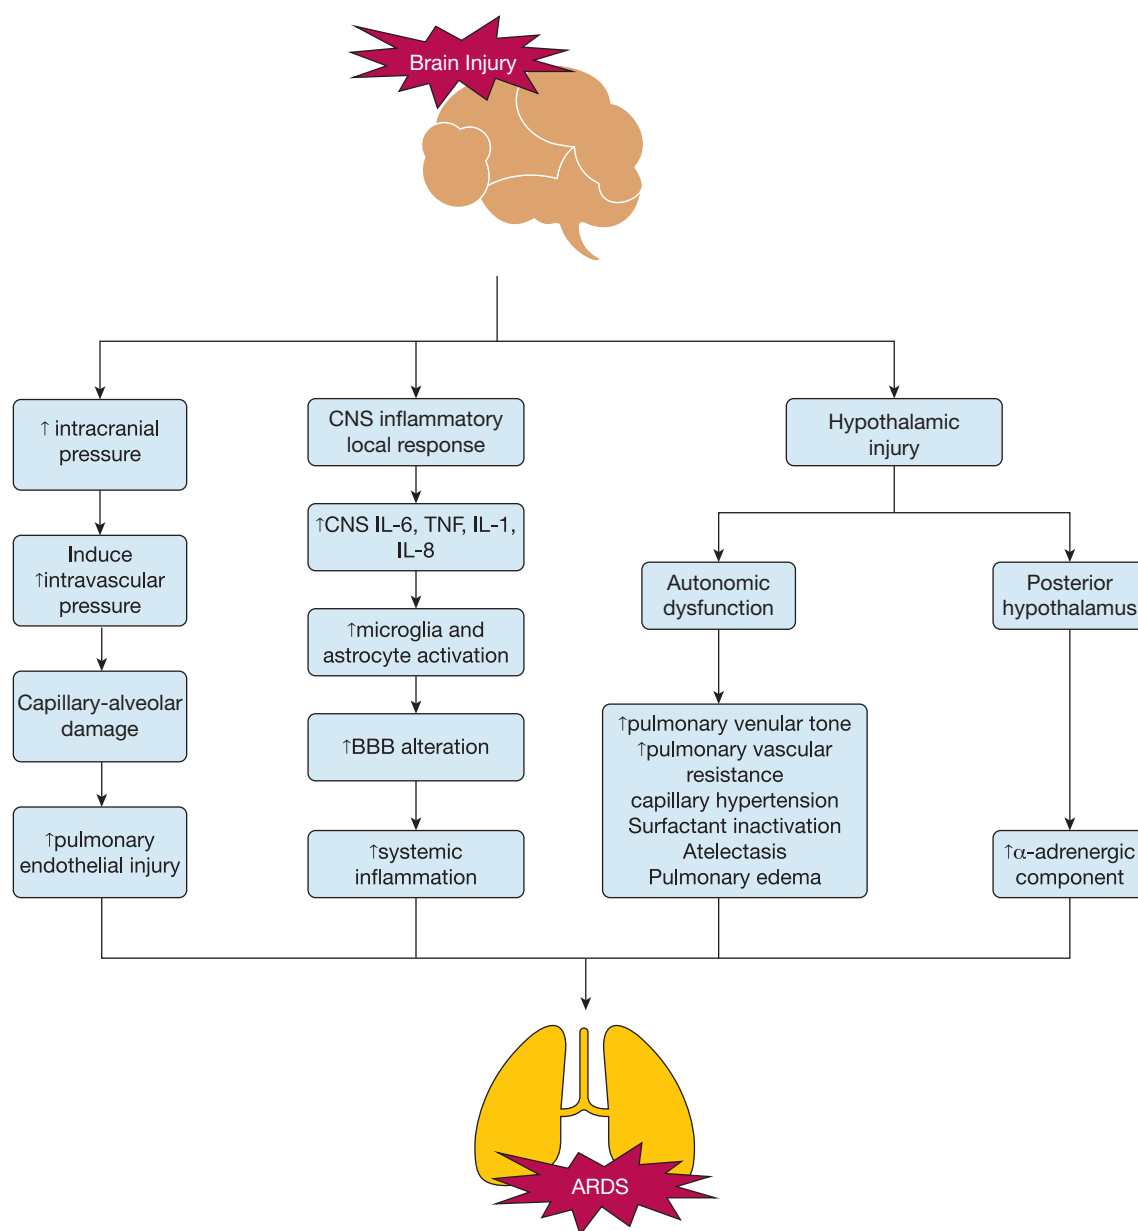 Brain Injury
↑ intracranial
pressure
Induce
↑intravascular
pressure
Capillary-alveolar
damage
↑pulmonary
endothelial injury
CNS inflammatory
local response
↑CNS IL-6, TNF, IL-1,
IL-8
↑microglia and
astrocyte activation
↑BBB alteration
↑systemic
inflammation
Hypothalamic
injury
Autonomic
dysfunction
↑pulmonary venular tone
↑pulmonary vascular
resistance
capillary hypertension
Surfactant inactivation
Atelectasis
Pulmonary edema
Posterior
hypothalamus
↑α-adrenergic
component
ARDS